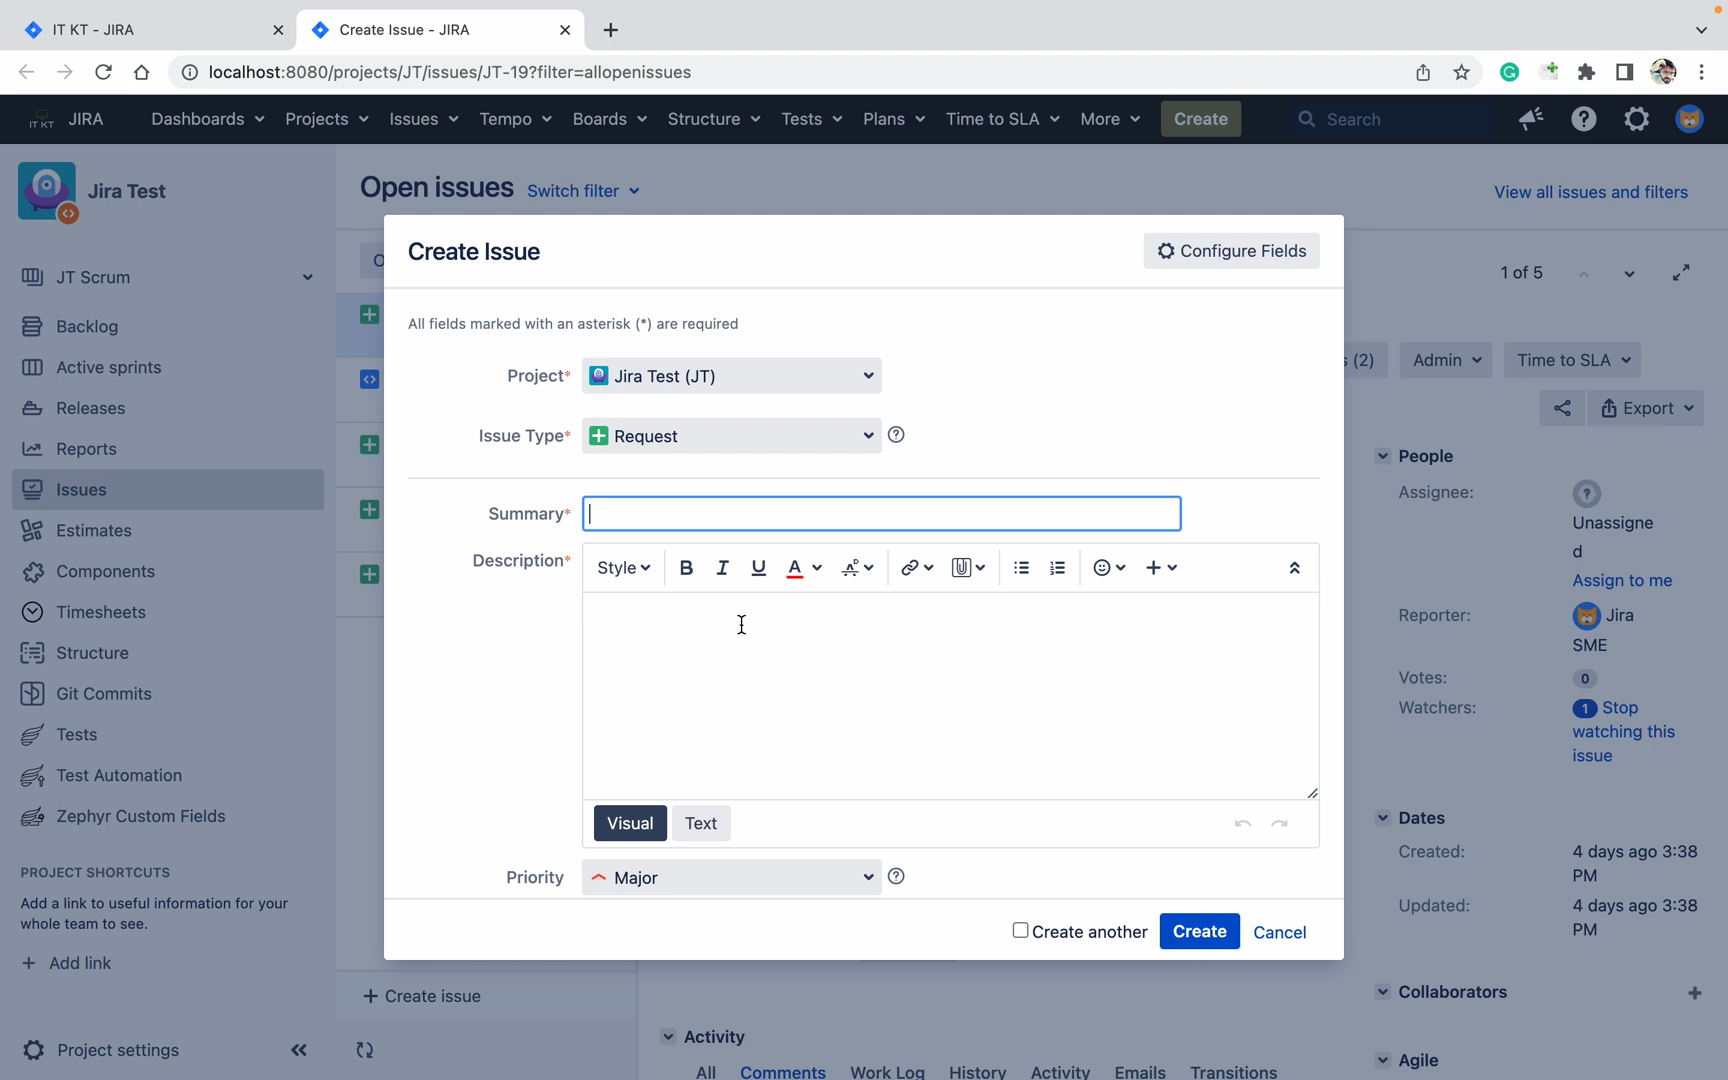 IT KT - JIRA
Create Issue - JIRA
localhost:8080/projects/JT/issues/JT-19?filter=allopenissues
IT KT JIRA Dashboards Projects Issues Tempo Boards Structure Tests Plans Time to SLA More Create Search
Jira Test
JT Scrum
Backlog
Active sprints
Releases
Reports
Issues
Estimates
Components
Timesheets
Structure
Git Commits
Tests
Test Automation
Zephyr Custom Fields
PROJECT SHORTCUTS
Add a link to useful information for your
whole team to see.
+ Add link
Project settings
Open issues Switch filter
View all issues and filters
O
+ Create issue
Create Issue
Configure Fields
All fields marked with an asterisk (*) are required
Project* Jira Test (JT)
Issue Type* Request
Summary*
Description* Style B I U A
Visual Text
Priority Major
Create another Create Cancel
1 of 5
s (2) Admin Time to SLA
Export
People
Assignee:
Unassigne
d
Assign to me
Reporter: Jira
SME
Votes: 0
Watchers: 1 Stop
watching this
issue
Dates
Created: 4 days ago 3:38
PM
Updated: 4 days ago 3:38
PM
Collaborators
Agile
Activity
All Comments Work Log History Activity Emails Transitions